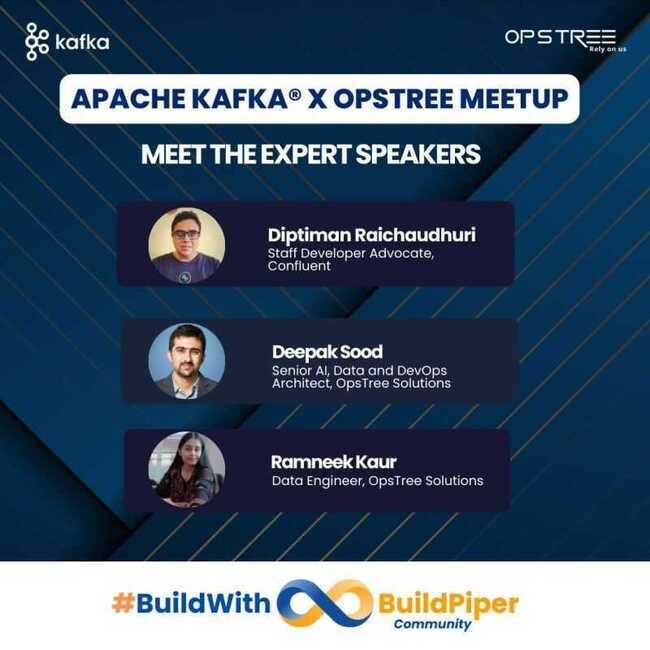 kafka
OPSTREE
Rely on us
APACHE KAFKA® X OPSTREE MEETUP
MEET THE EXPERT SPEAKERS
Diptiman Raichaudhuri
Staff Developer Advocate,
Confluent
Deepak Sood
Senior AI, Data and DevOps
Architect, OpsTree Solutions
Ramneek Kaur
Data Engineer, OpsTree Solutions
#BuildWith BuildPiper
Community